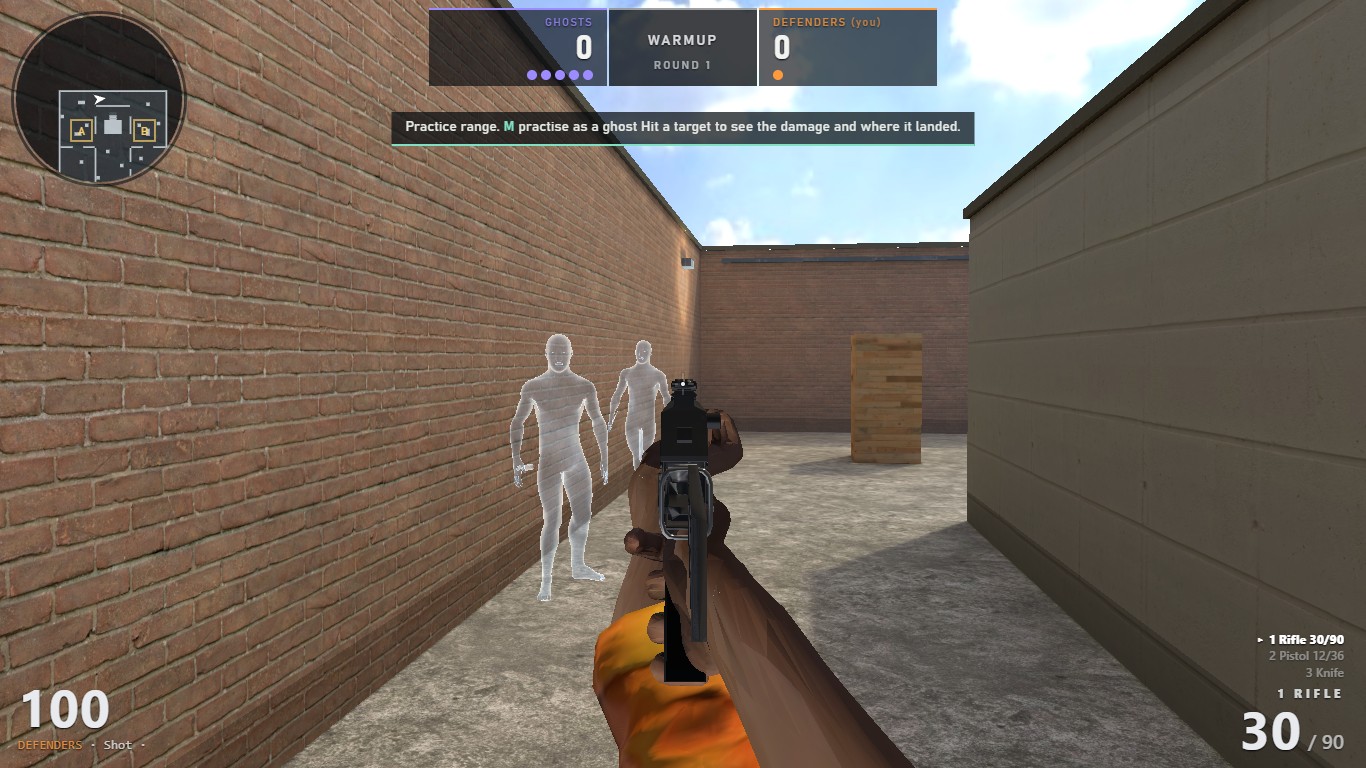 GHOSTS
0
WARMUP
ROUND 1
DEFENDERS (you)
0
A
B
Practice range. M practise as a ghost Hit a target to see the damage and where it landed.
▸ 1 Rifle 30/90
2 Pistol 12/36
3 Knife
1 RIFLE
30 / 90
100
DEFENDERS · Shot ·